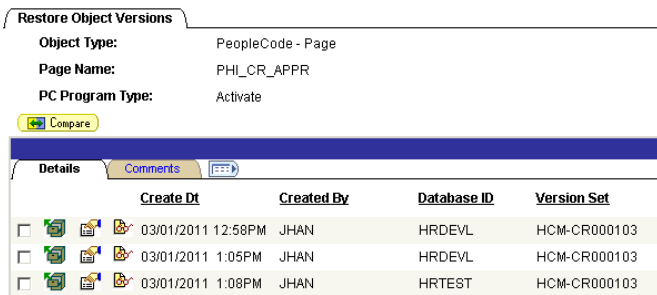 Restore Object Versions
Object Type: PeopleCode - Page
Page Name: PHI_CR_APPR
PC Program Type: Activate
Compare
Details Comments
Create Dt Created By Database ID Version Set
03/01/2011 12:58PM JHAN HRDEVL HCM-CR000103
03/01/2011 1:05PM JHAN HRDEVL HCM-CR000103
03/01/2011 1:08PM JHAN HRTEST HCM-CR000103